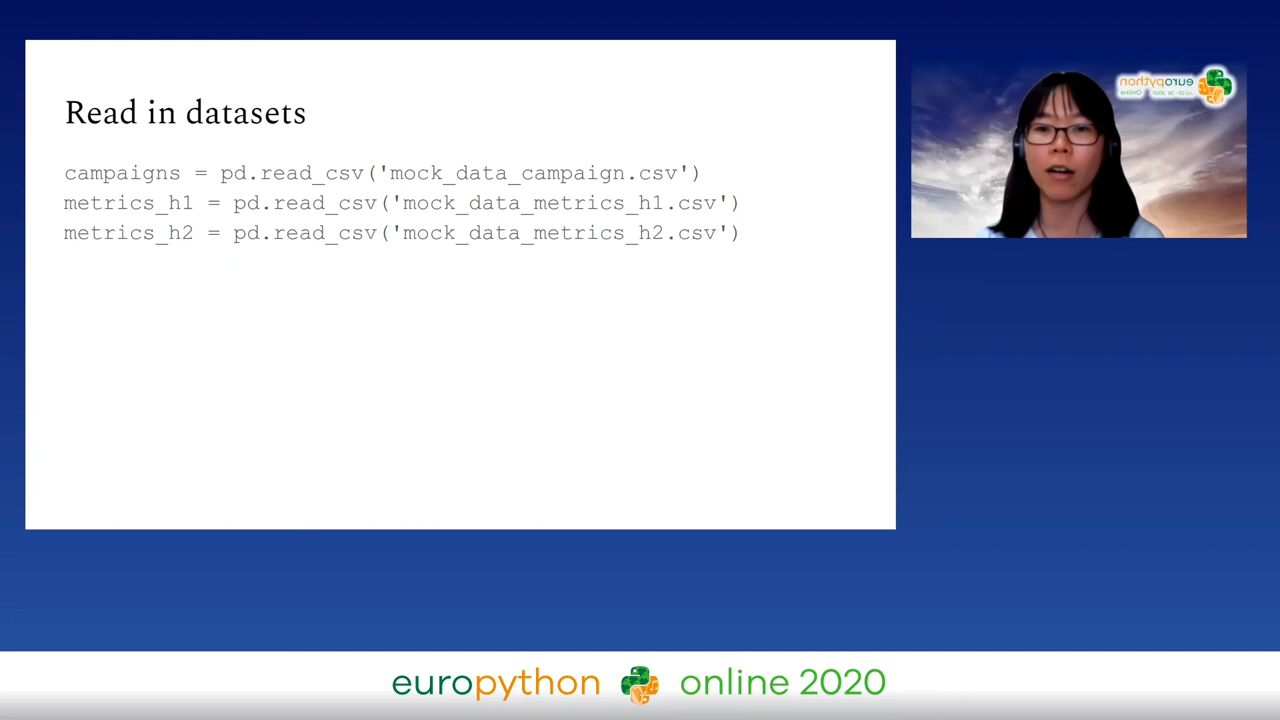 Read in datasets
campaigns = pd.read_csv('mock_data_campaign.csv')
metrics_h1 = pd.read_csv('mock_data_metrics_h1.csv')
metrics_h2 = pd.read_csv('mock_data_metrics_h2.csv')
europython
europython online 2020